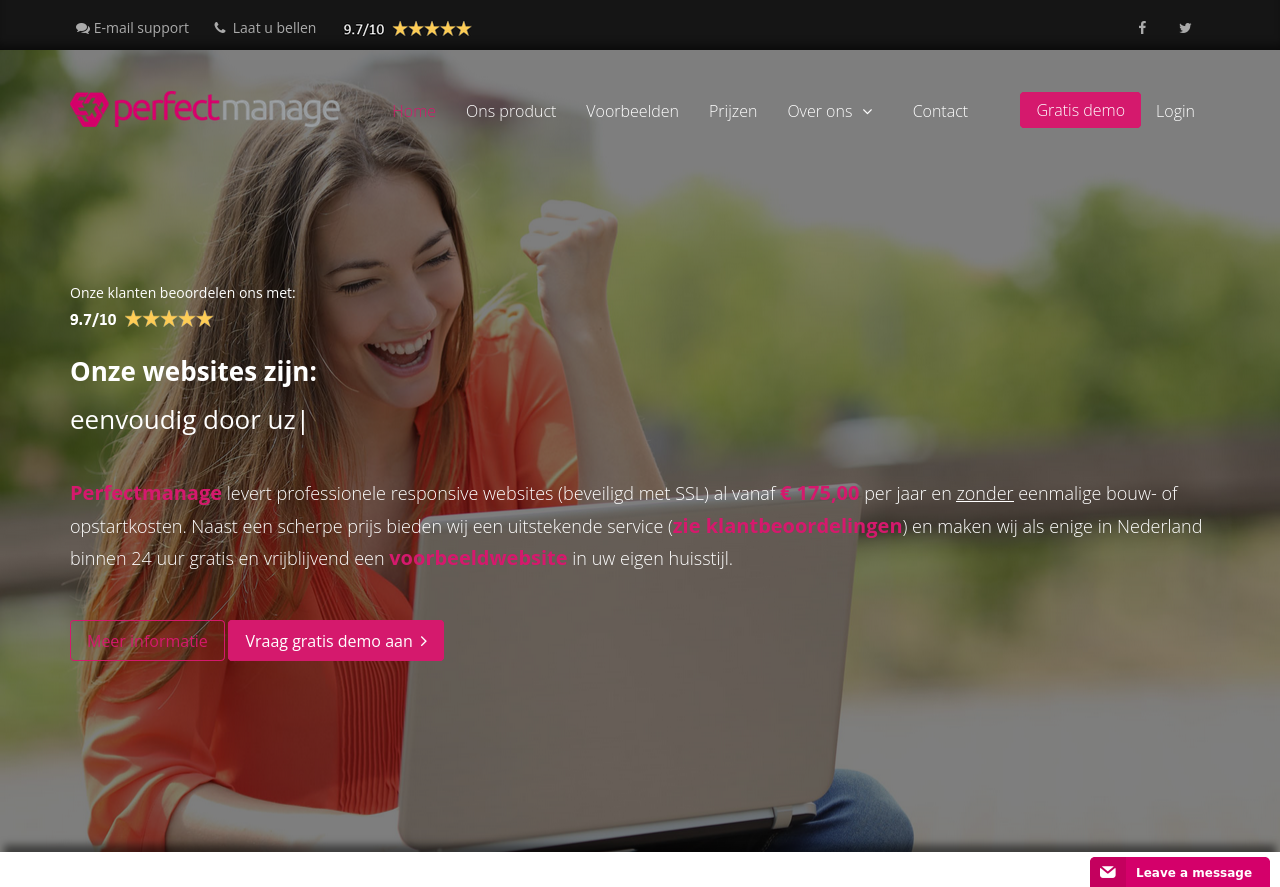 E-mail support Laat u bellen 9.7/10
perfectmanage Home Ons product Voorbeelden Prijzen Over ons Contact Gratis demo Login
Onze klanten beoordelen ons met:
9.7/10
Onze websites zijn:
eenvoudig door uz|
Perfectmanage levert professionele responsive websites (beveiligd met SSL) al vanaf € 175,00 per jaar en zonder eenmalige bouw- of
opstartkosten. Naast een scherpe prijs bieden wij een uitstekende service (zie klantbeoordelingen) en maken wij als enige in Nederland
binnen 24 uur gratis en vrijblijvend een voorbeeldwebsite in uw eigen huisstijl.
Meer informatie Vraag gratis demo aan
Leave a message